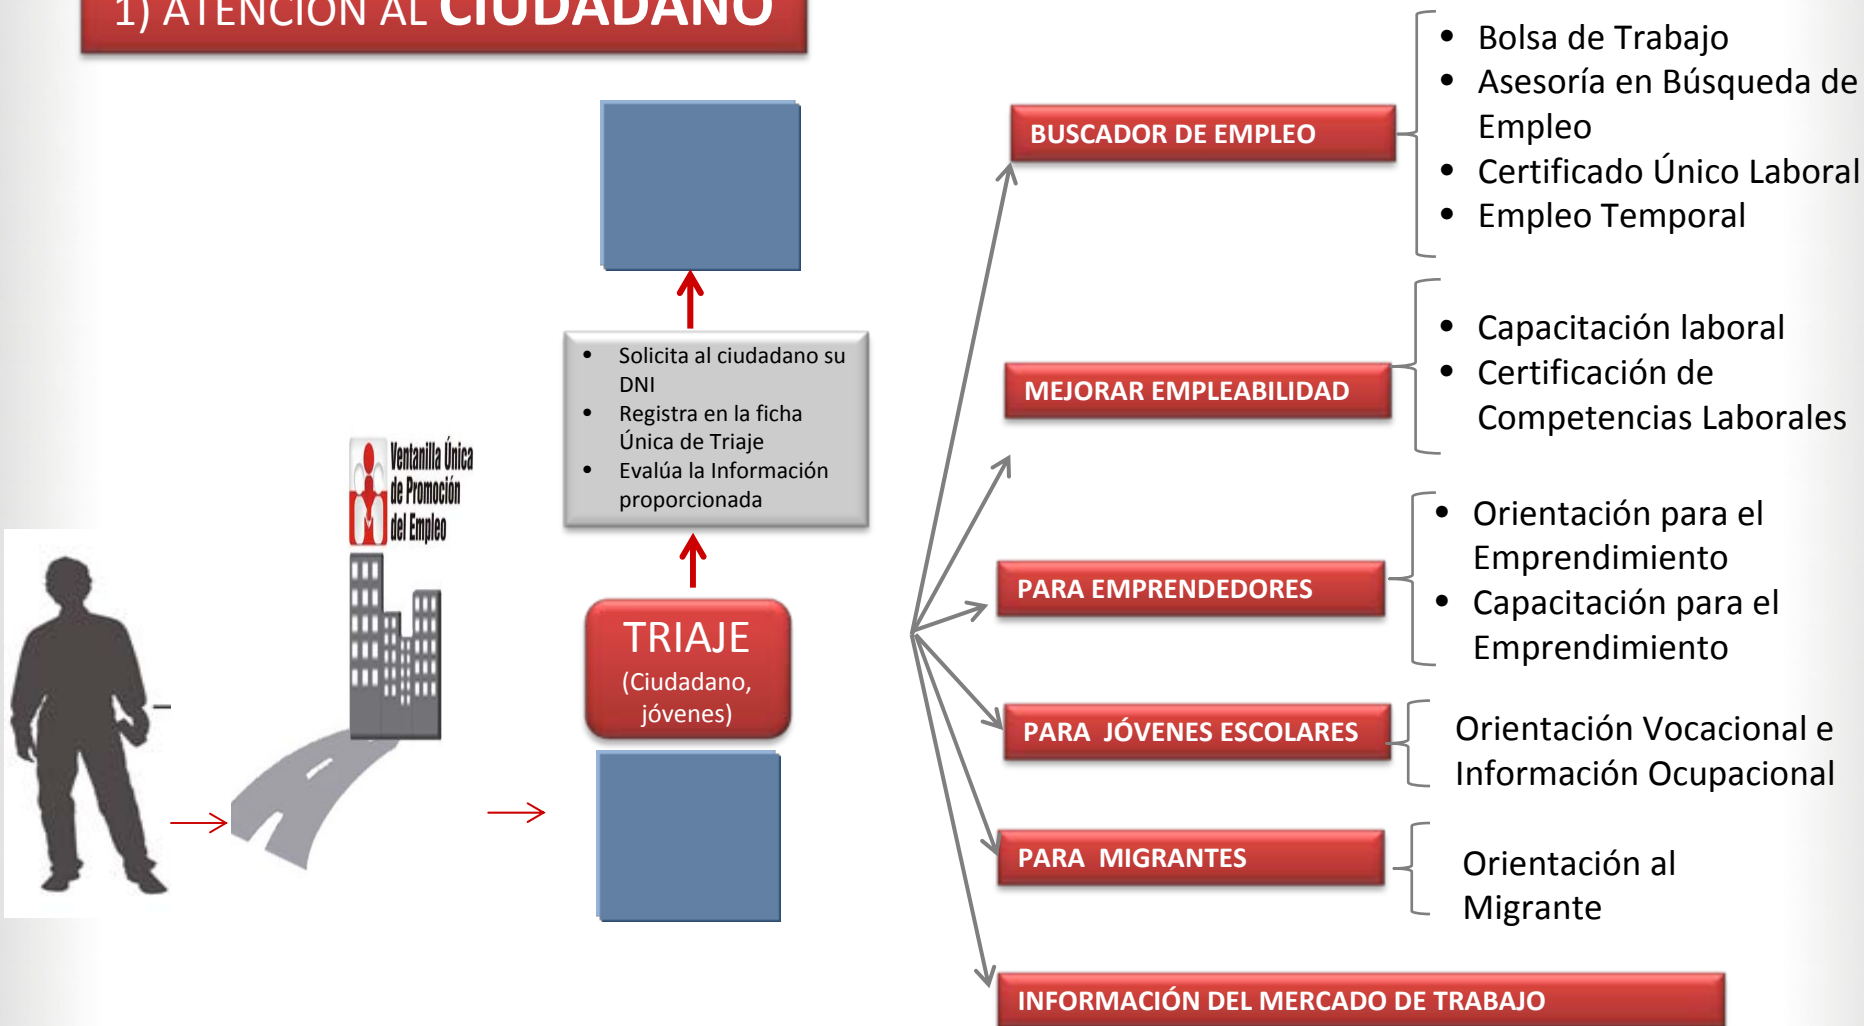 1) ATENCIÓN AL CIUDADANO
Ventanilla Única
de Promoción
del Empleo
• Solicita al ciudadano su
DNI
• Registra en la ficha
Única de Triaje
• Evalúa la Información
proporcionada
TRIAJE
(Ciudadano,
jóvenes)
BUSCADOR DE EMPLEO
• Bolsa de Trabajo
• Asesoría en Búsqueda de
Empleo
• Certificado Único Laboral
• Empleo Temporal
MEJORAR EMPLEABILIDAD
• Capacitación laboral
• Certificación de
Competencias Laborales
PARA EMPRENDEDORES
• Orientación para el
Emprendimiento
• Capacitación para el
Emprendimiento
PARA JÓVENES ESCOLARES
Orientación Vocacional e
Información Ocupacional
PARA MIGRANTES
Orientación al
Migrante
INFORMACIÓN DEL MERCADO DE TRABAJO